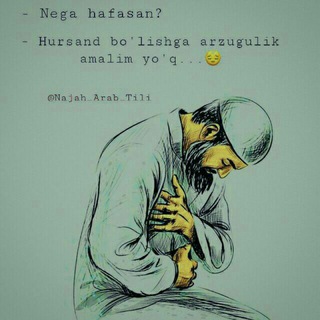 - Nega hafasan?
- Hursand bo'lishga arzugulik
amalim yo'q...😔
@Najah_Arab_Tili